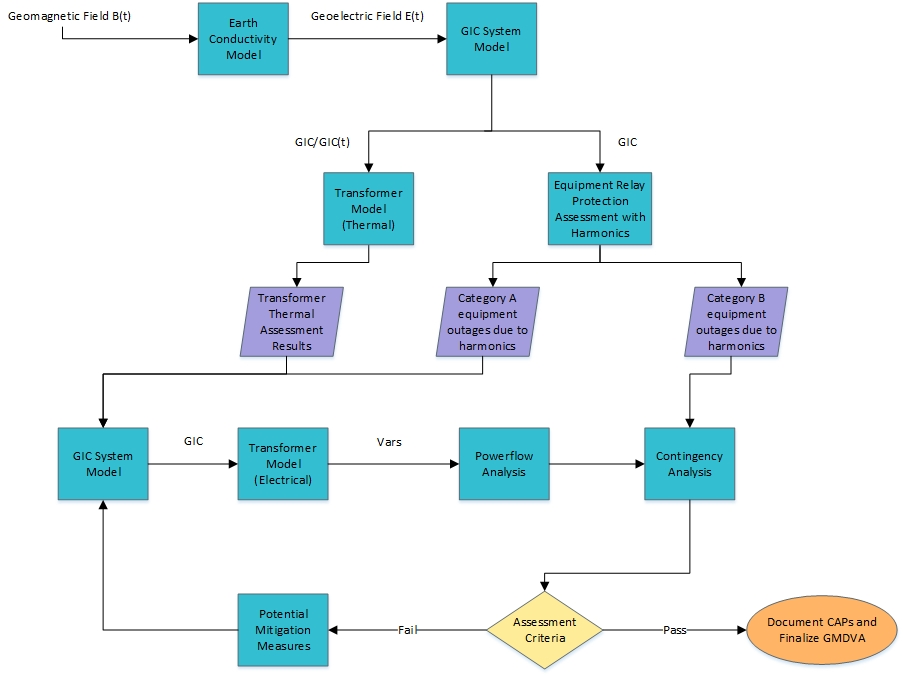 Geomagnetic Field B(t)
Earth
Conductivity
Model
Geoelectric Field E(t)
GIC System
Model
GIC/GIC(t)
GIC
Transformer
Model
(Thermal)
Equipment Relay
Protection
Assessment with
Harmonics
Transformer
Thermal
Assessment
Results
Category A
equipment
outages due to
harmonics
Category B
equipment
outages due to
harmonics
GIC System
Model
GIC
Transformer
Model
(Electrical)
Vars
Powerflow
Analysis
Contingency
Analysis
Potential
Mitigation
Measures
Fail
Assessment
Criteria
Pass
Document CAPs and
Finalize GMDVA